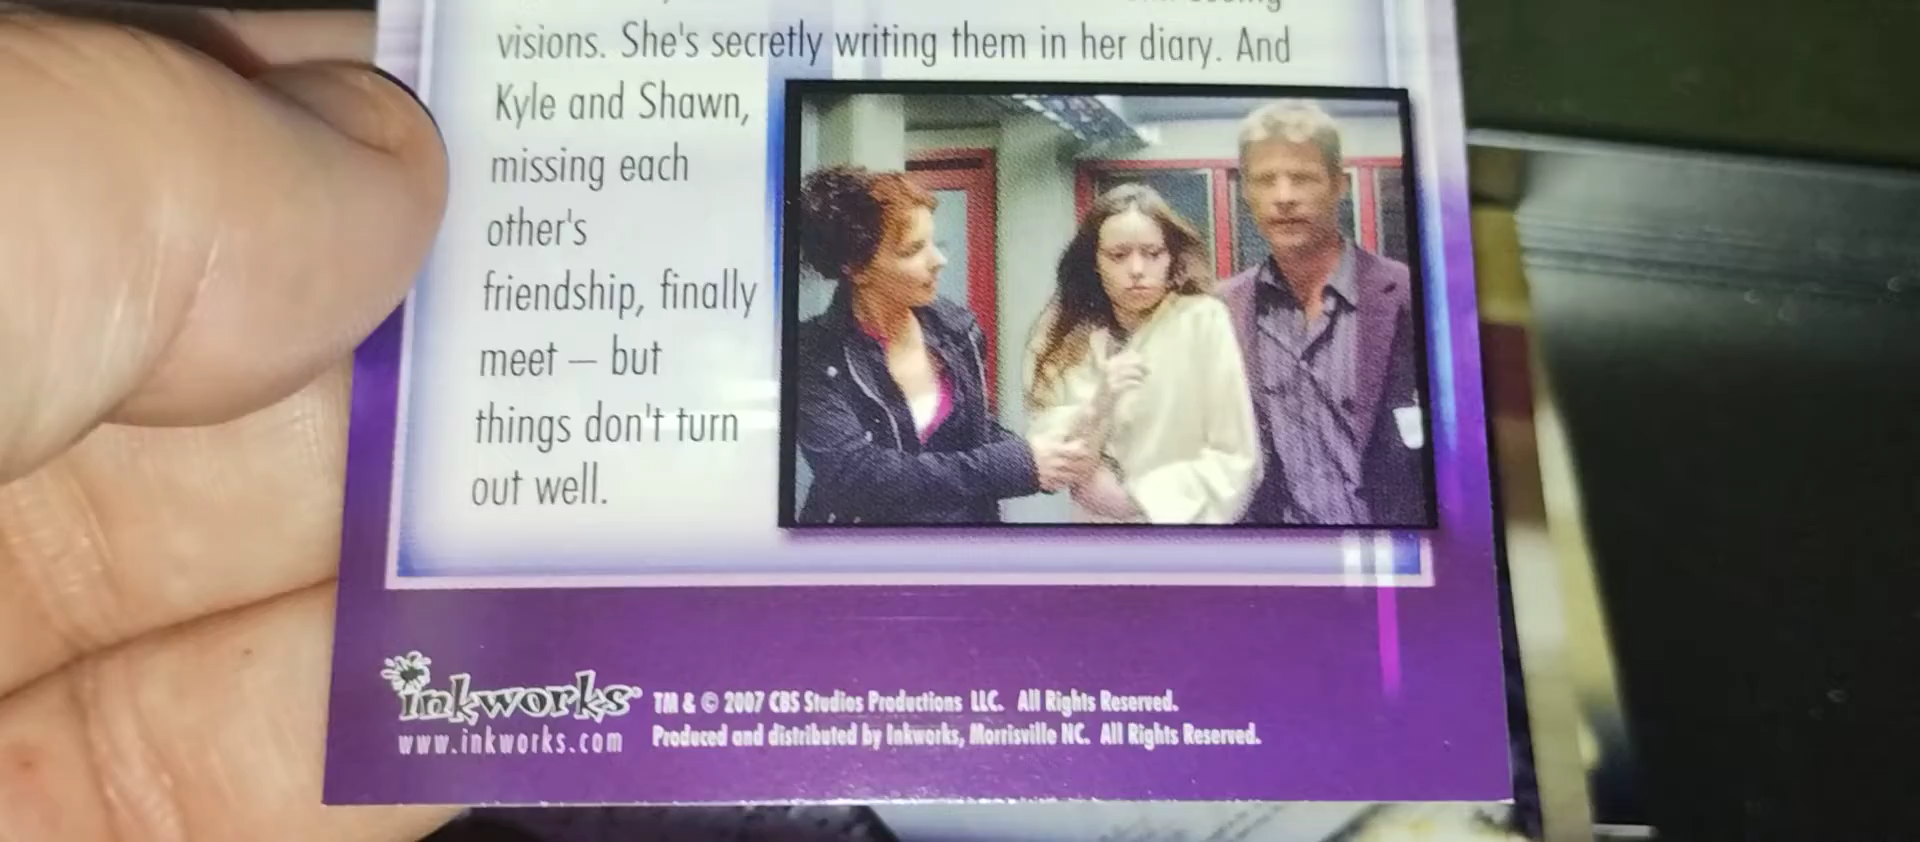 visions. She's secretly writing them in her diary. And
Kyle and Shawn,
missing each
other's
friendship, finally
meet – but
things don't turn
out well.
inkworks
www.inkworks.com
TM & © 2007 CBS Studios Productions LLC. All Rights Reserved.
Produced and distributed by Inkworks, Morrisville NC. All Rights Reserved.